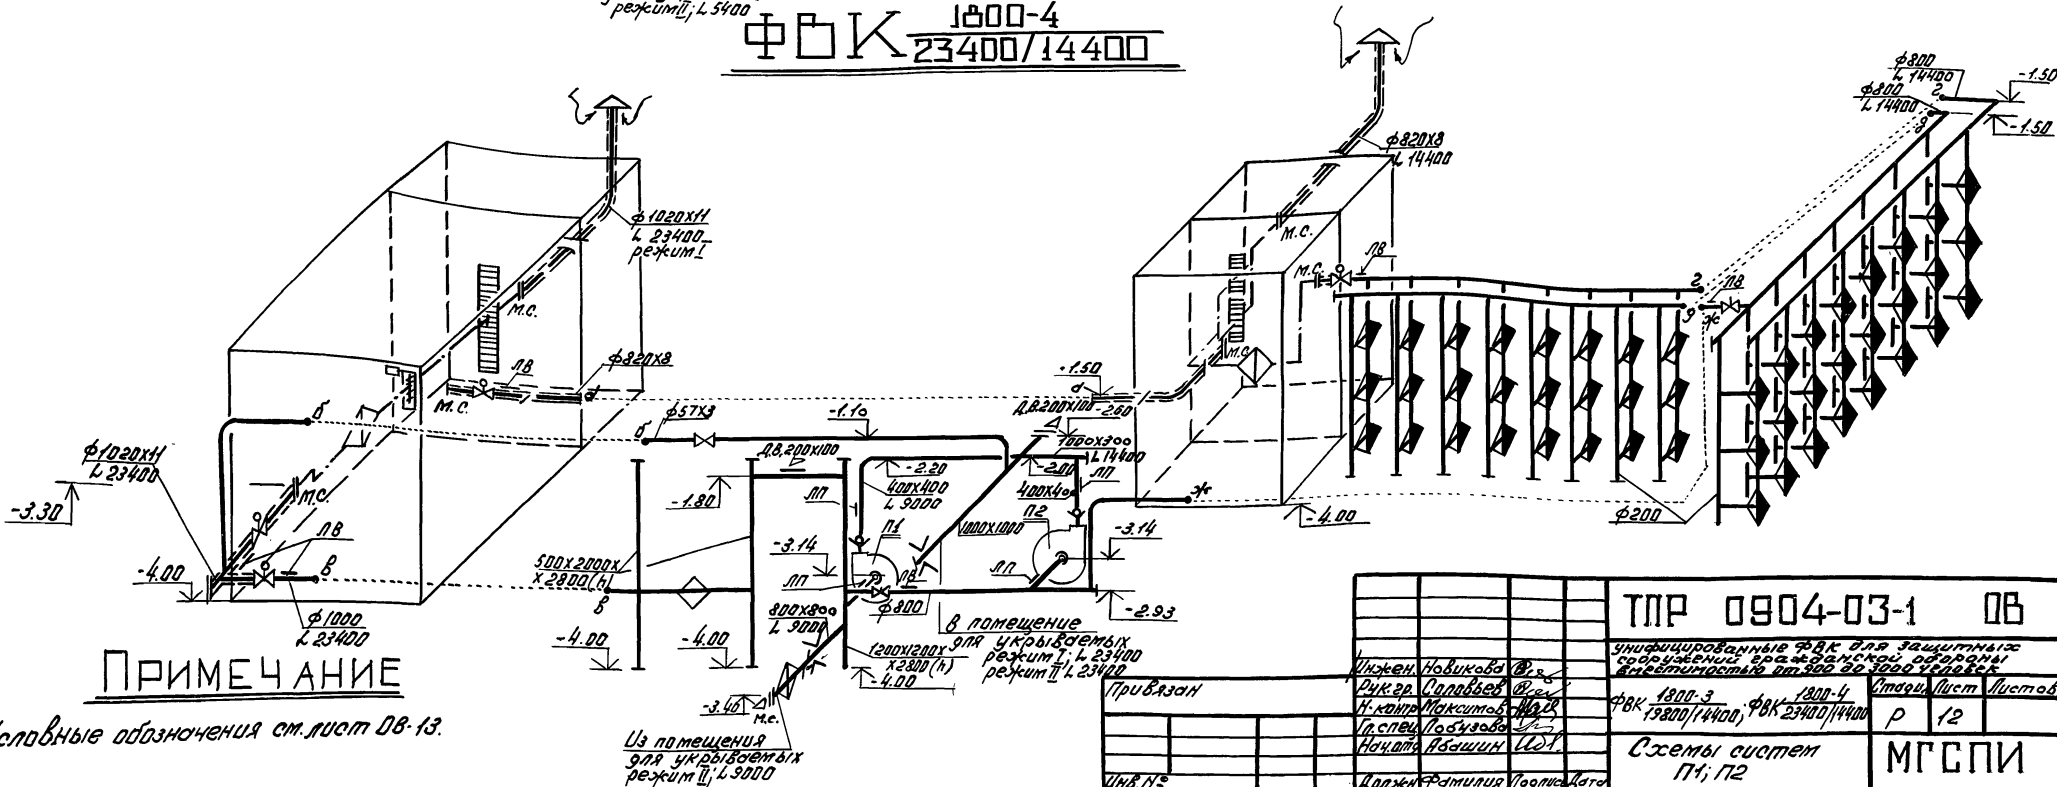 режим II; L 5400
ФВК 1800-4
23400/14400
ф1020х11
L 23400
режим I
М.С.
ЛВ
ф820х8
М.С.
а
б
б
ф57х3
-1.10
ф1020х11
L 23400
-3.30
М.С.
ЛВ
-4.00
в
в
ф1000
L 23400
500х2000х
х2800(h)
-4.00
-4.00
-1.80
Д.В.200х100
ЛП
-2.20
400х400
L 9000
П1
-3.14
ЛП
ЛВ
ф800
800х800
L 9000
1200х1200х
х2800(h)
-4.00
-3.46
М.С.
Из помещения
для укрываемых
режим II; L 9000
В помещение
для укрываемых
режим I; L 23400
режим II; L 23400
1000х1000
-1.50
а
Д.В.200х100
-2.60
1000х300
L 14400
-2.00
400х400
ЛП
П2
-3.14
ЛП
-2.93
ж
-4.00
ф820х8
L 14400
М.С.
М.С.
М.С.
ЛВ
г
д
ж
ЛВ
ф200
ф800
L 14400
ф800
L 14400
г
д
-1.50
-1.50
ПРИМЕЧАНИЕ
словные обозначения см. лист ОВ-13.
ТПР 0904-03-1 ОВ
унифицированные ФВК для защитных
сооружений гражданской обороны
вместимостью от 300 до 3000 человек
ФВК 1800-3
19800/14400; ФВК 1800-4
23400/14400
Стадия Лист Листов
Р 12
Схемы систем
П1; П2
МГСПИ
Привязан
Инв.№
Инжен. Новикова
Рук.гр. Соловьев
Н.контр Максимов
Гл.спец Лобузова
Нач.отд Абашин
Должн Фамилия Подпись Дата